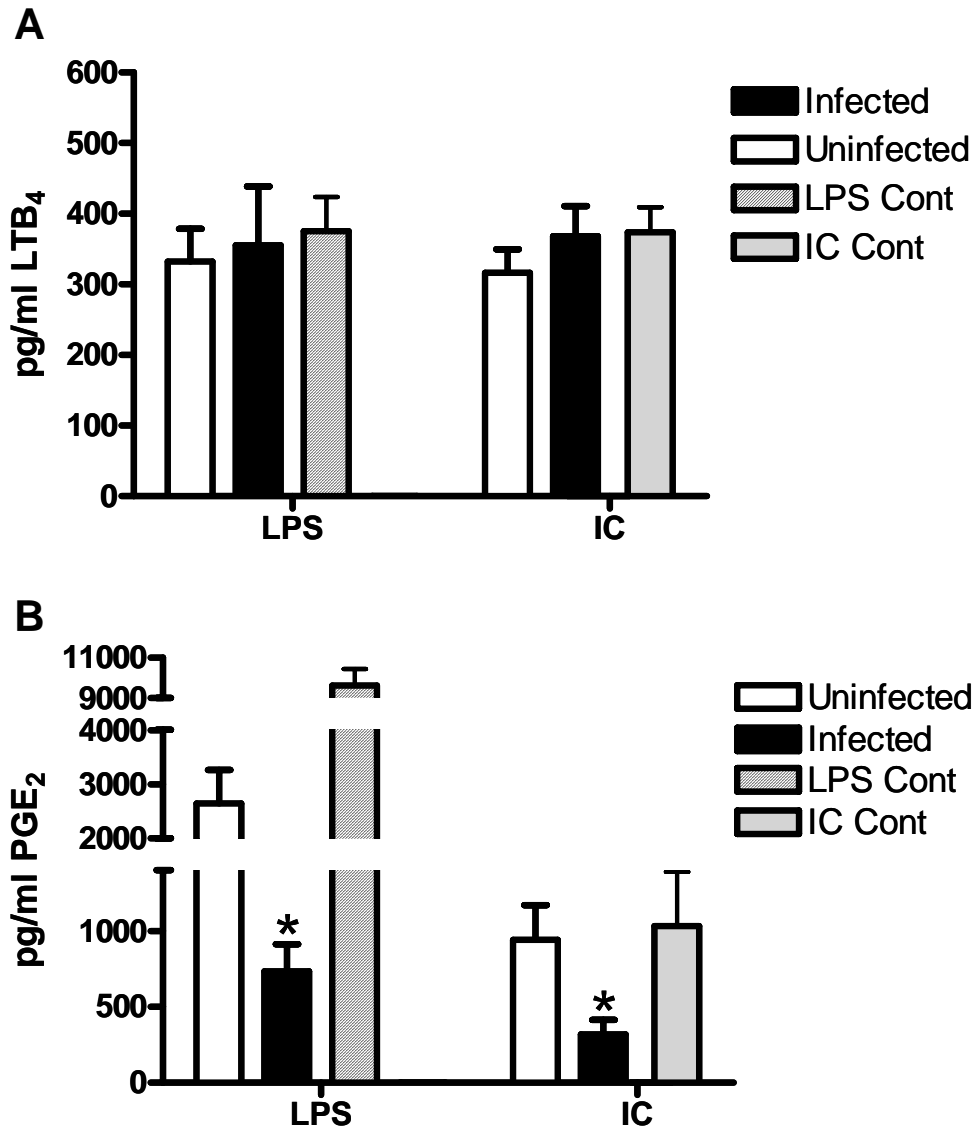 A
600
500
400
300
200
100
0
pg/ml LTB4
LPS
IC
Infected
Uninfected
LPS Cont
IC Cont
B
11000
9000
4000
3000
2000
1000
500
0
pg/ml PGE2
*
*
LPS
IC
Uninfected
Infected
LPS Cont
IC Cont